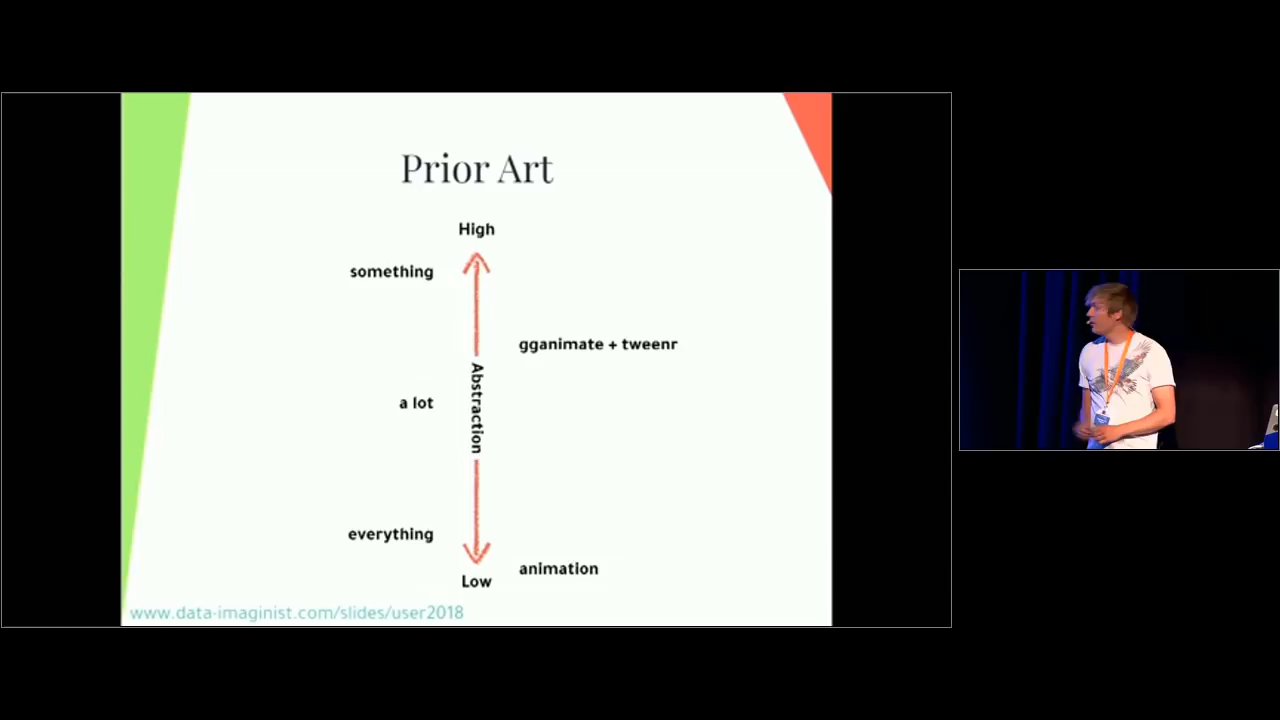 Prior Art
High
something
gganimate + tweenr
Abstraction
a lot
everything
animation
Low
www.data-imaginist.com/slides/user2018